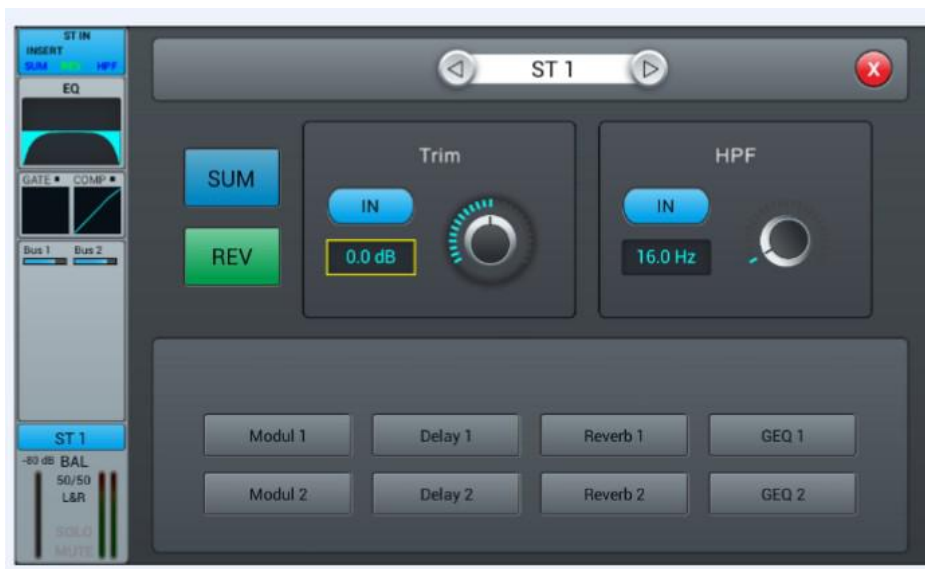 ST IN
INSERT
SUM REV HPF
EQ
GATE COMP
Bus 1 Bus 2
ST 1
-80 dB BAL
50/50
L&R
SOLO
MUTE
ST 1
X
SUM
REV
Trim
IN
0.0 dB
HPF
IN
16.0 Hz
Modul 1 Delay 1 Reverb 1 GEQ 1
Modul 2 Delay 2 Reverb 2 GEQ 2